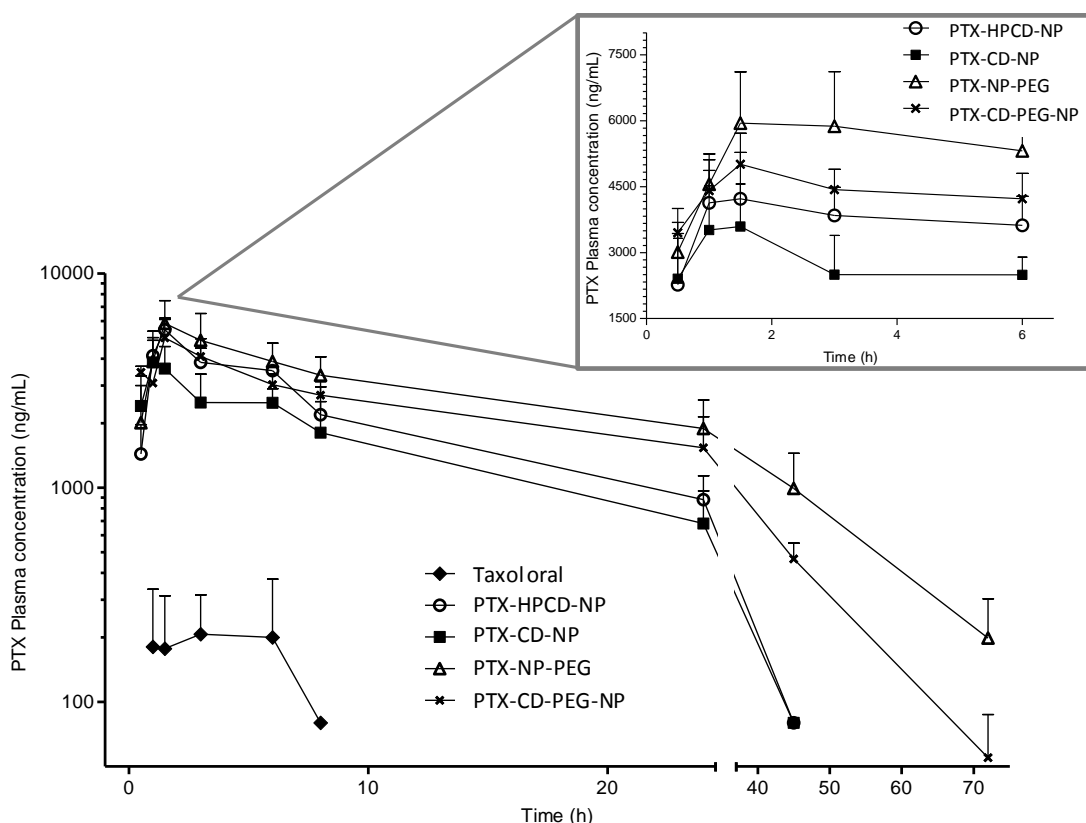 PTX Plasma concentration (ng/mL)
7500
6000
4500
3000
1500
0
2
4
6
Time (h)
PTX-HPCD-NP
PTX-CD-NP
PTX-NP-PEG
PTX-CD-PEG-NP
PTX Plasma concentration (ng/mL)
10000
1000
100
0
10
20
40
50
60
70
Time (h)
Taxol oral
PTX-HPCD-NP
PTX-CD-NP
PTX-NP-PEG
PTX-CD-PEG-NP